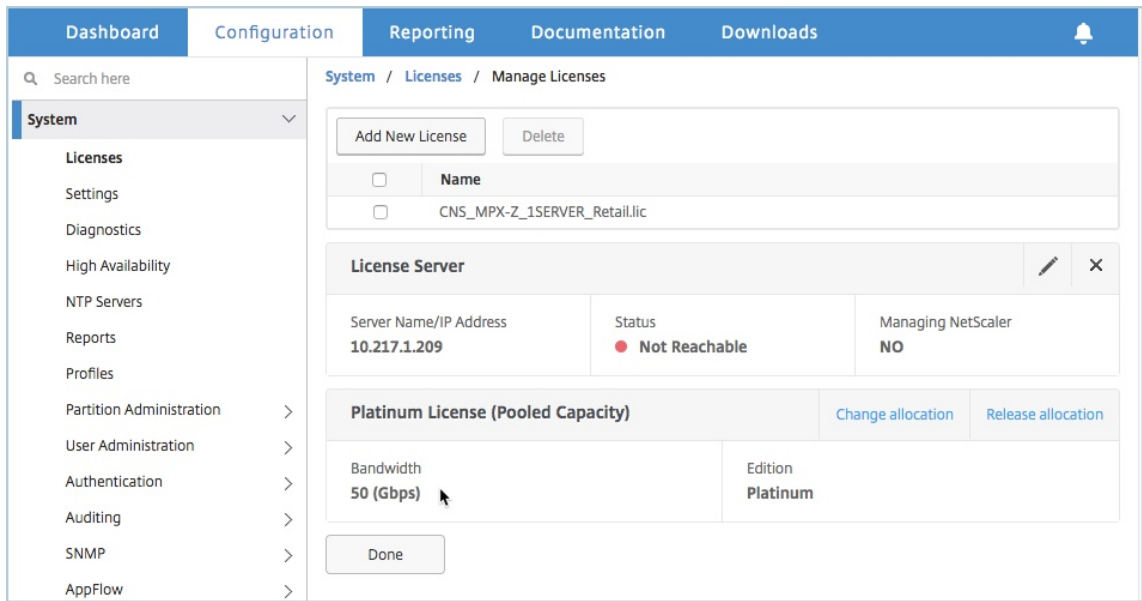 Dashboard Configuration Reporting Documentation Downloads
Search here
System
Licenses
Settings
Diagnostics
High Availability
NTP Servers
Reports
Profiles
Partition Administration
User Administration
Authentication
Auditing
SNMP
AppFlow
System / Licenses / Manage Licenses
Add New License Delete
Name
CNS_MPX-Z_1SERVER_Retail.lic
License Server
Server Name/IP Address Status Managing NetScaler
10.217.1.209 Not Reachable NO
Platinum License (Pooled Capacity) Change allocation Release allocation
Bandwidth Edition
50 (Gbps) Platinum
Done